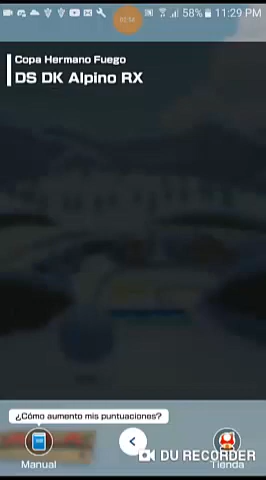 58% 11:29 PM
Copa Hermano Fuego
DS DK Alpino RX
¿Cómo aumento mis puntuaciones?
DU RECORDER
Manual
Tienda